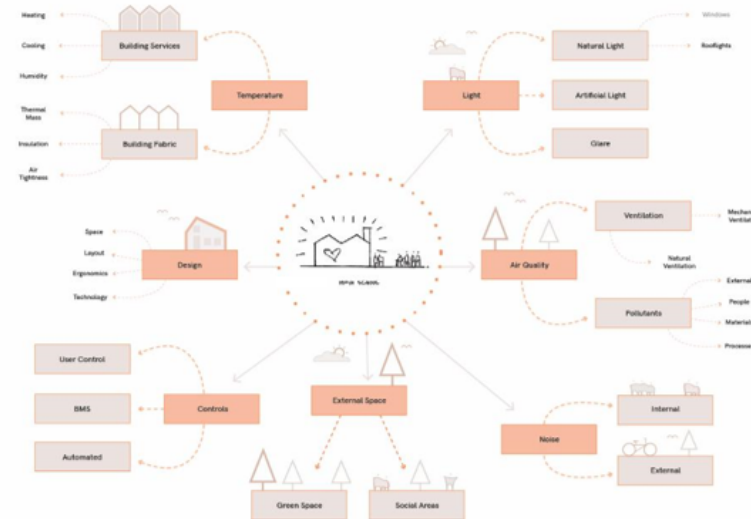 Heating
Building Services
Cooling
Humidity
Temperature
Thermal
Mass
Building Fabric
Insulation
Air
Tightness
Windows
Natural Light
Rooflights
Light
Artificial Light
Glare
Space
Layout
Design
Ergonomics
Technology
Ventilation
Natural
Ventilation
Air Quality
External
People
Pollutants
User Control
BMS
Controls
Automated
External Space
Green Space
Social Areas
Internal
Noise
External